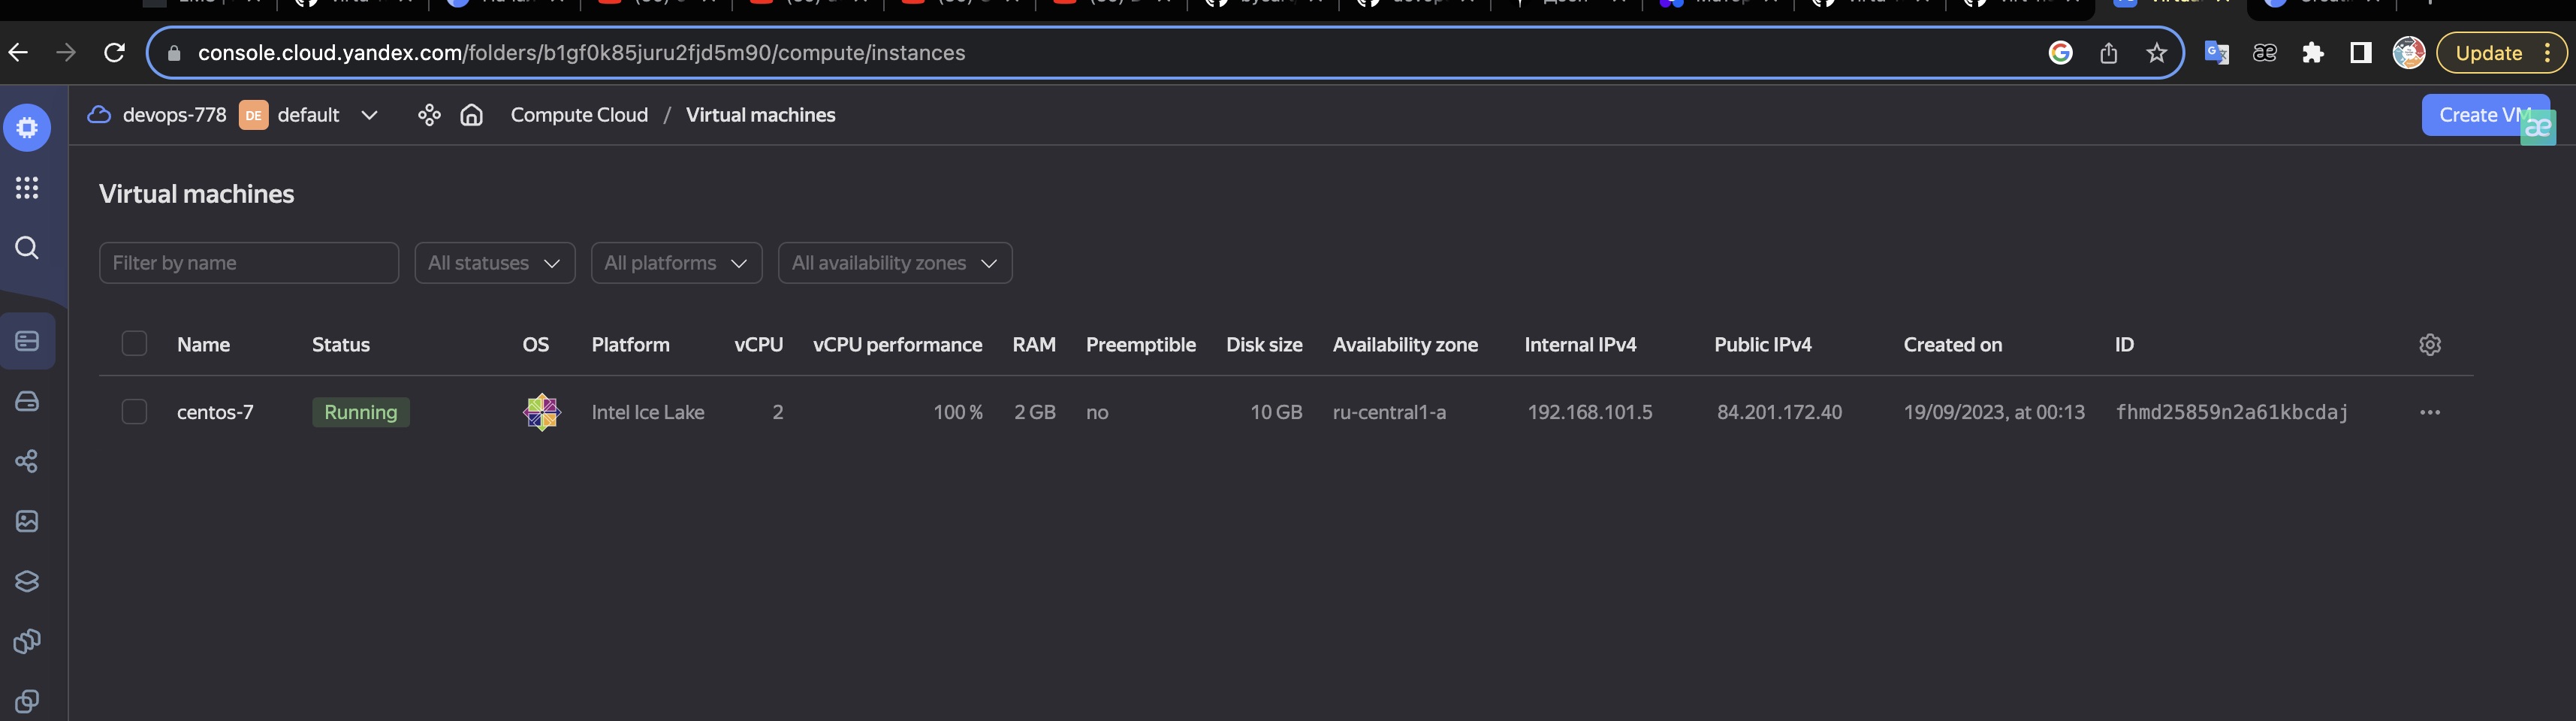 console.cloud.yandex.com/folders/b1gf0k85juru2fjd5m90/compute/instances
Update
devops-778 DE default Compute Cloud / Virtual machines
Create VM
æ
Virtual machines
Filter by name All statuses All platforms All availability zones
Name Status OS Platform vCPU vCPU performance RAM Preemptible Disk size Availability zone Internal IPv4 Public IPv4 Created on ID
centos-7 Running Intel Ice Lake 2 100 % 2 GB no 10 GB ru-central1-a 192.168.101.5 84.201.172.40 19/09/2023, at 00:13 fhmd25859n2a61kbcdaj